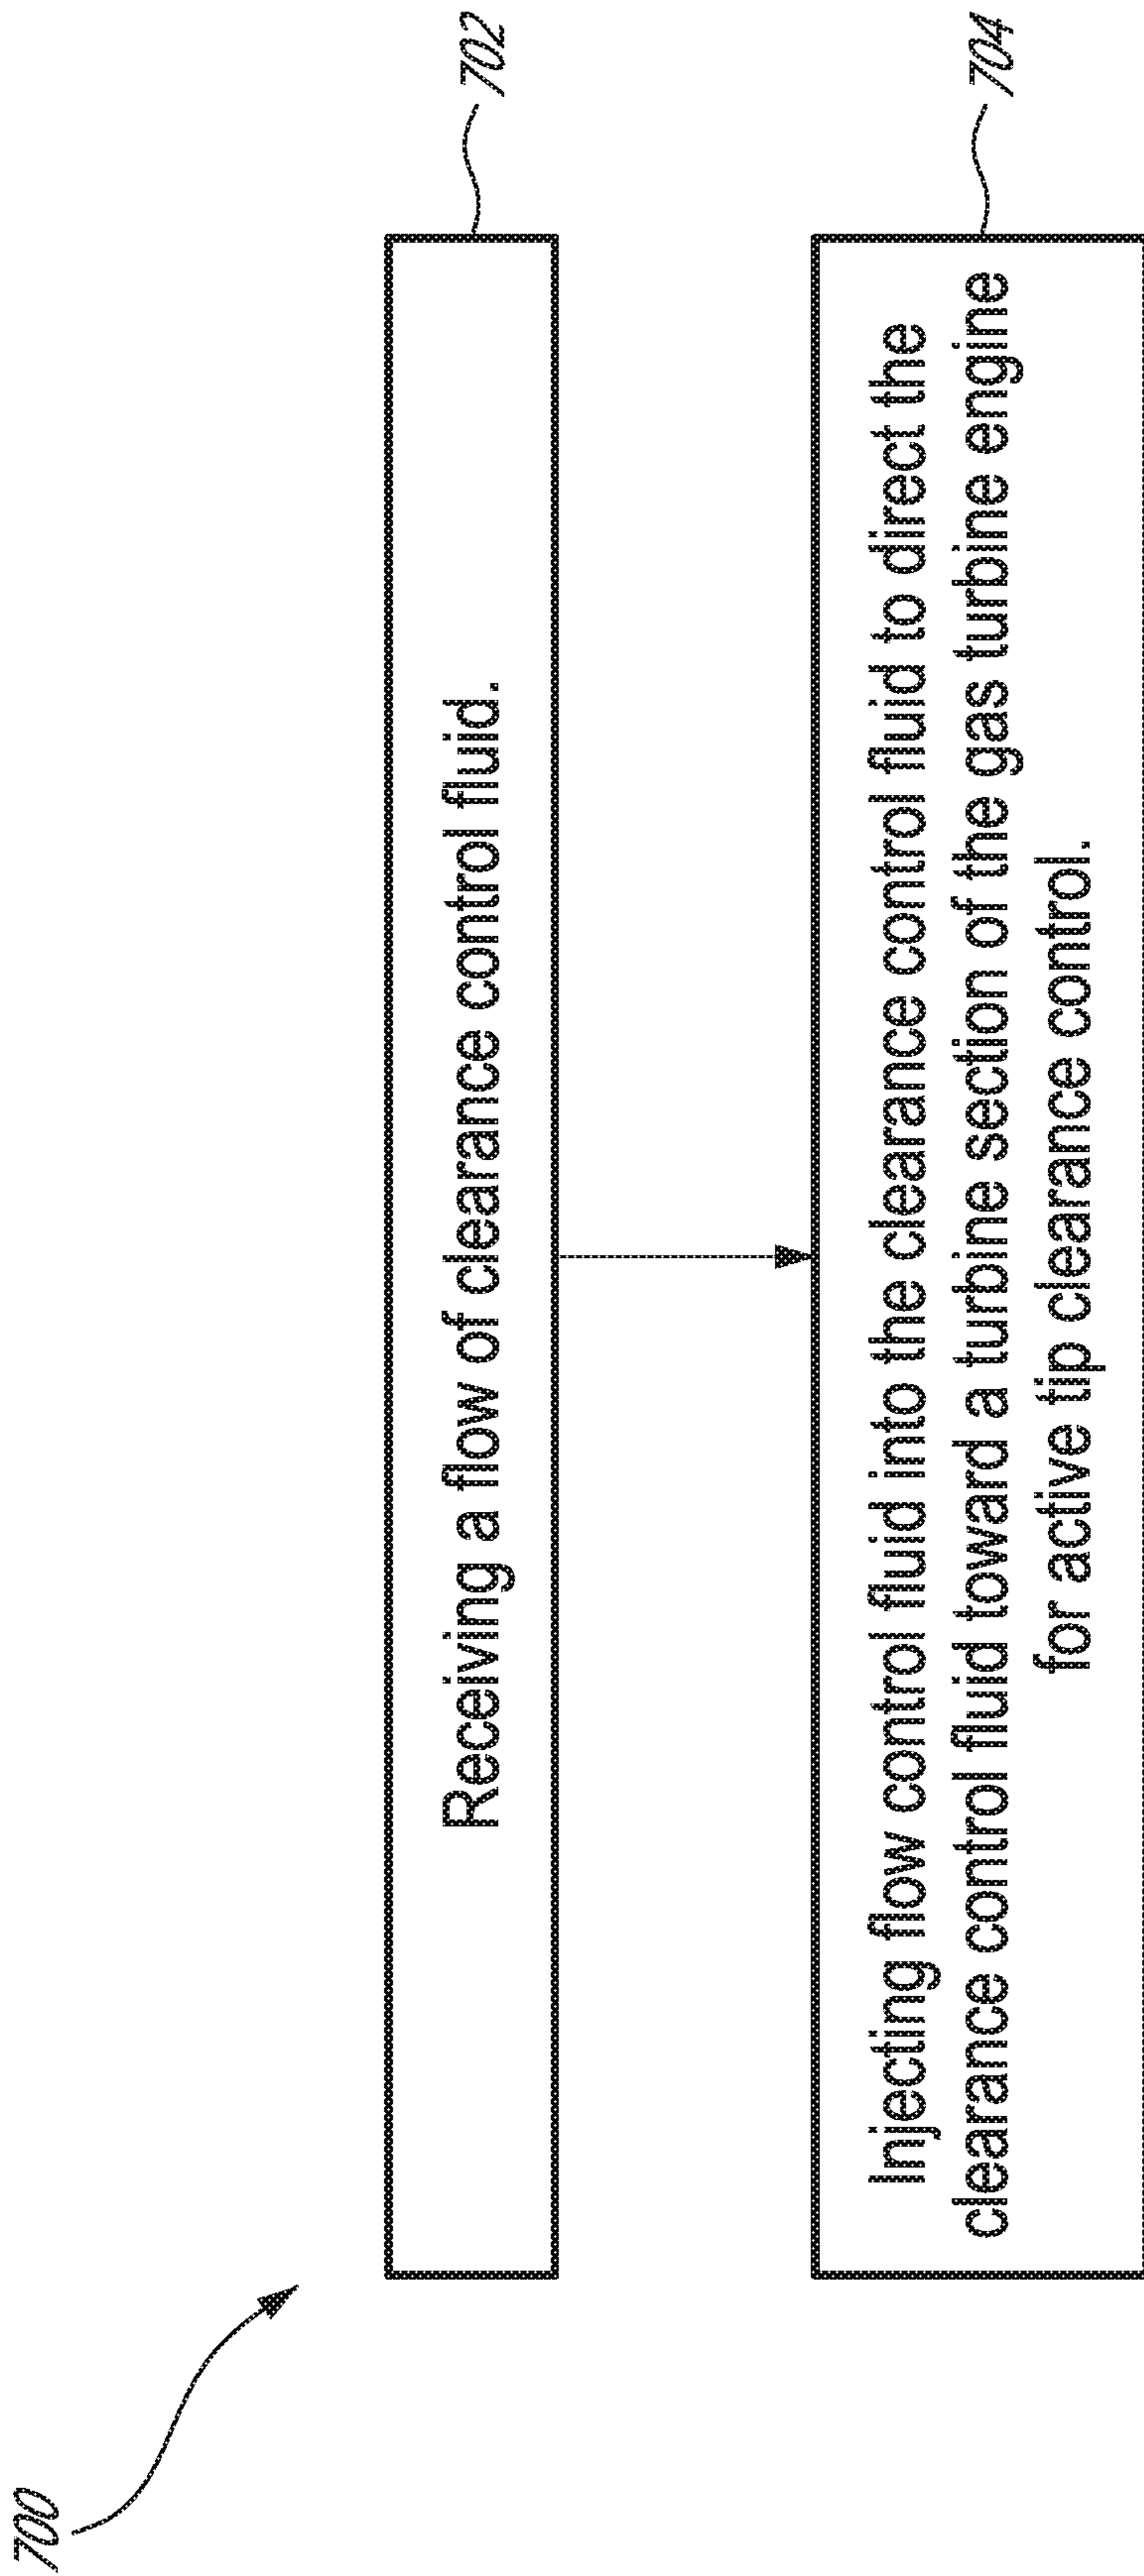 700
Receiving a flow of clearance control fluid.
702
Injecting flow control fluid into the clearance control fluid to direct the
clearance control fluid toward a turbine section of the gas turbine engine
for active tip clearance control.
704